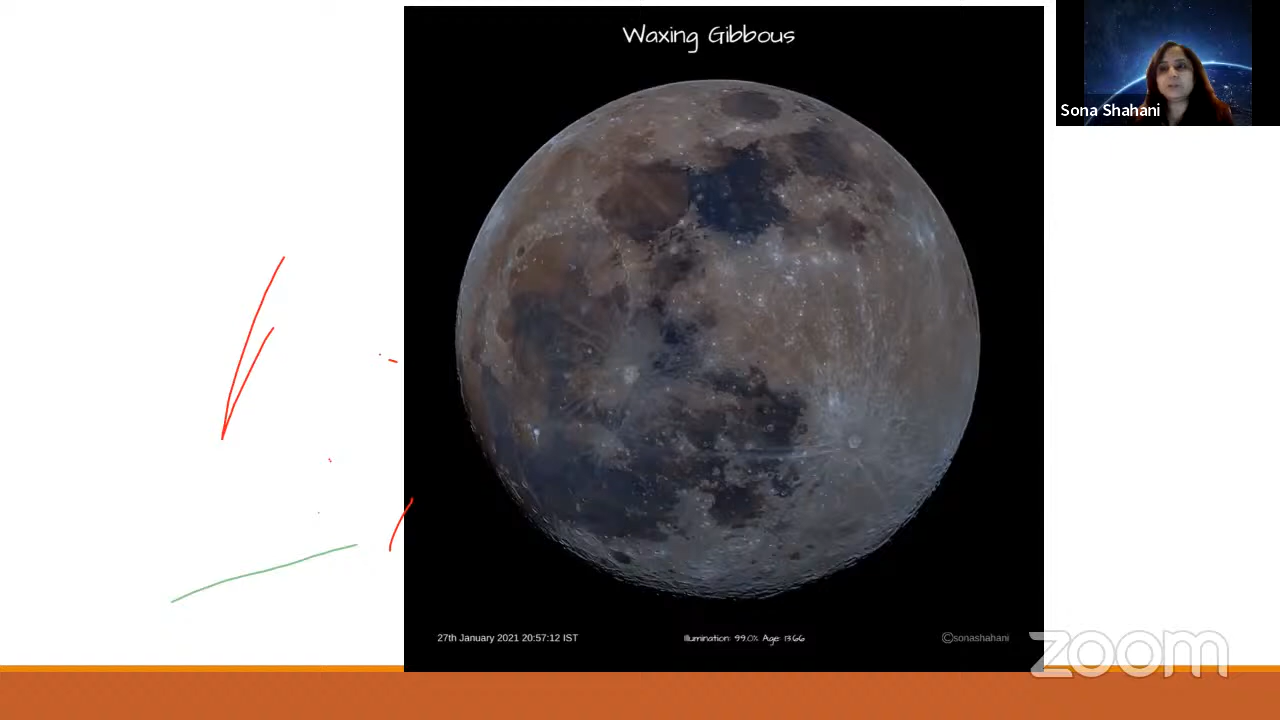 Waxing Gibbous
Sona Shahani
27th January 2021 20:57:12 IST
Illumination: 99.0% Age: 13.66
©sonashahani
zoom